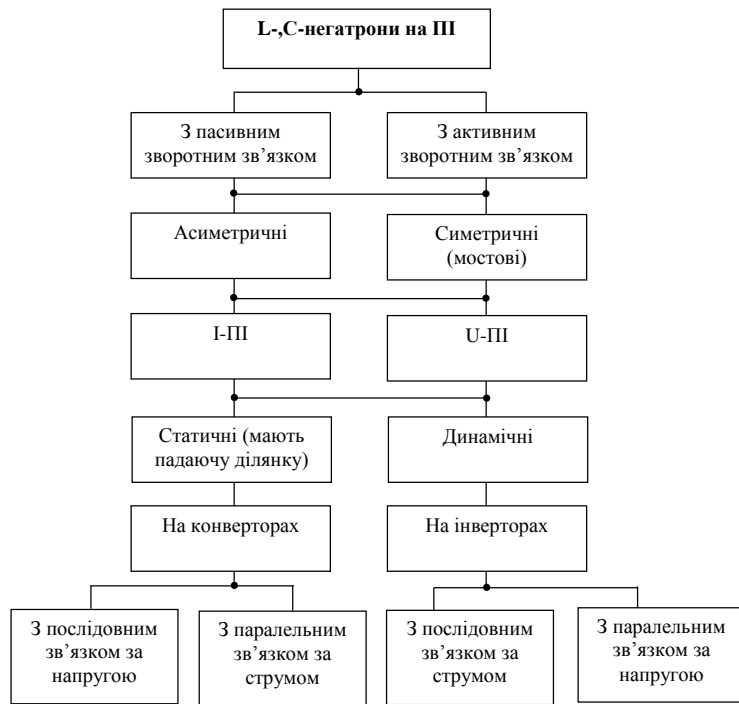 L-,C-негатрони на ПІ
З пасивним
зворотним зв’язком
З активним
зворотним зв’язком
Асиметричні
Симетричні
(мостові)
I-ПІ
U-ПІ
Статичні (мають
падаючу ділянку)
Динамічні
На конверторах
На інверторах
З послідовним
зв’язком за
напругою
З паралельним
зв’язком за
струмом
З послідовним
зв’язком за
струмом
З паралельним
зв’язком за
напругою